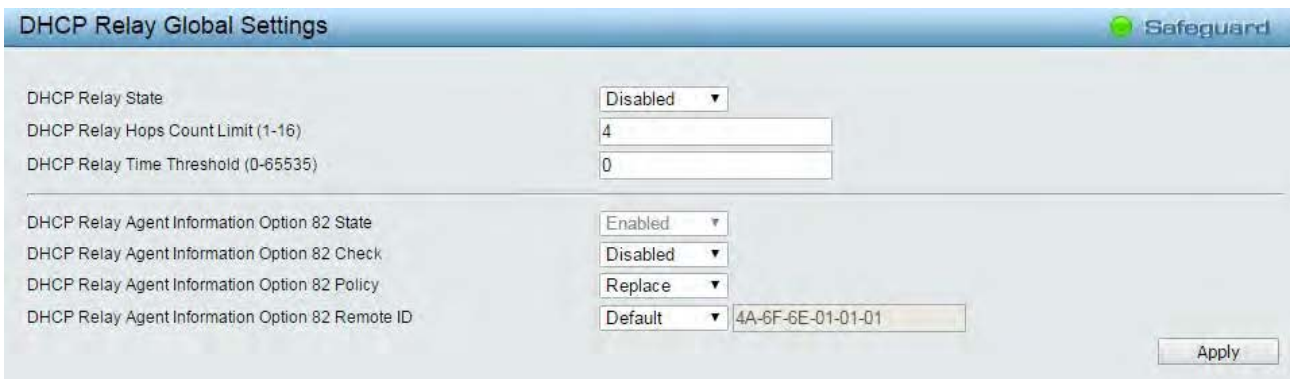 DHCP Relay Global Settings Safeguard
DHCP Relay State Disabled
DHCP Relay Hops Count Limit (1-16) 4
DHCP Relay Time Threshold (0-65535) 0
DHCP Relay Agent Information Option 82 State Enabled
DHCP Relay Agent Information Option 82 Check Disabled
DHCP Relay Agent Information Option 82 Policy Replace
DHCP Relay Agent Information Option 82 Remote ID Default 4A-6F-6E-01-01-01
Apply